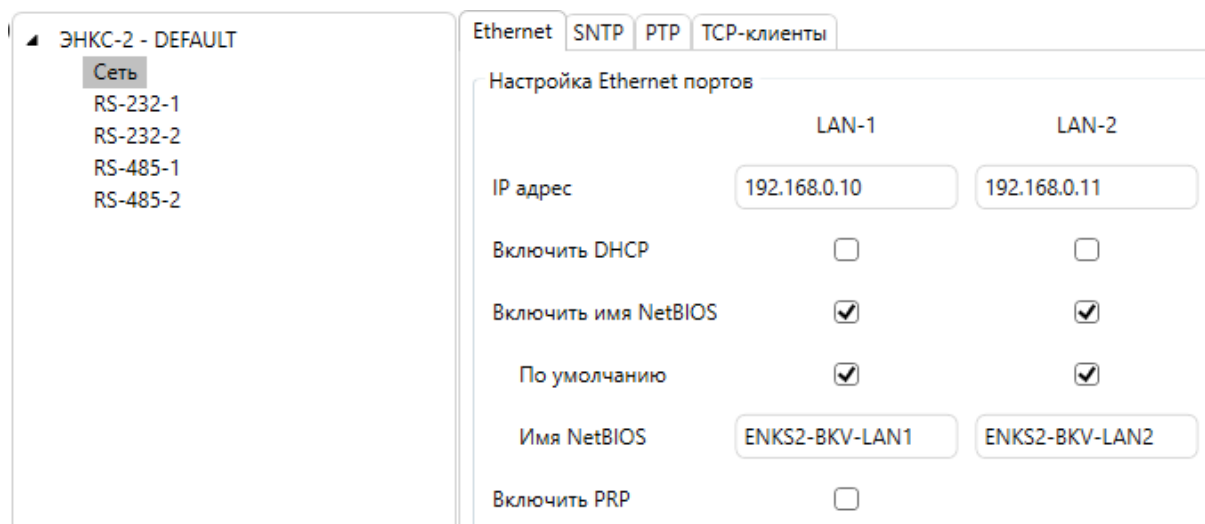 ЭНКС-2 - DEFAULT
Сеть
RS-232-1
RS-232-2
RS-485-1
RS-485-2
Ethernet SNTP PTP TCP-клиенты
Настройка Ethernet портов
LAN-1 LAN-2
IP адрес 192.168.0.10 192.168.0.11
Включить DHCP
Включить имя NetBIOS
По умолчанию
Имя NetBIOS ENKS2-BKV-LAN1 ENKS2-BKV-LAN2
Включить PRP